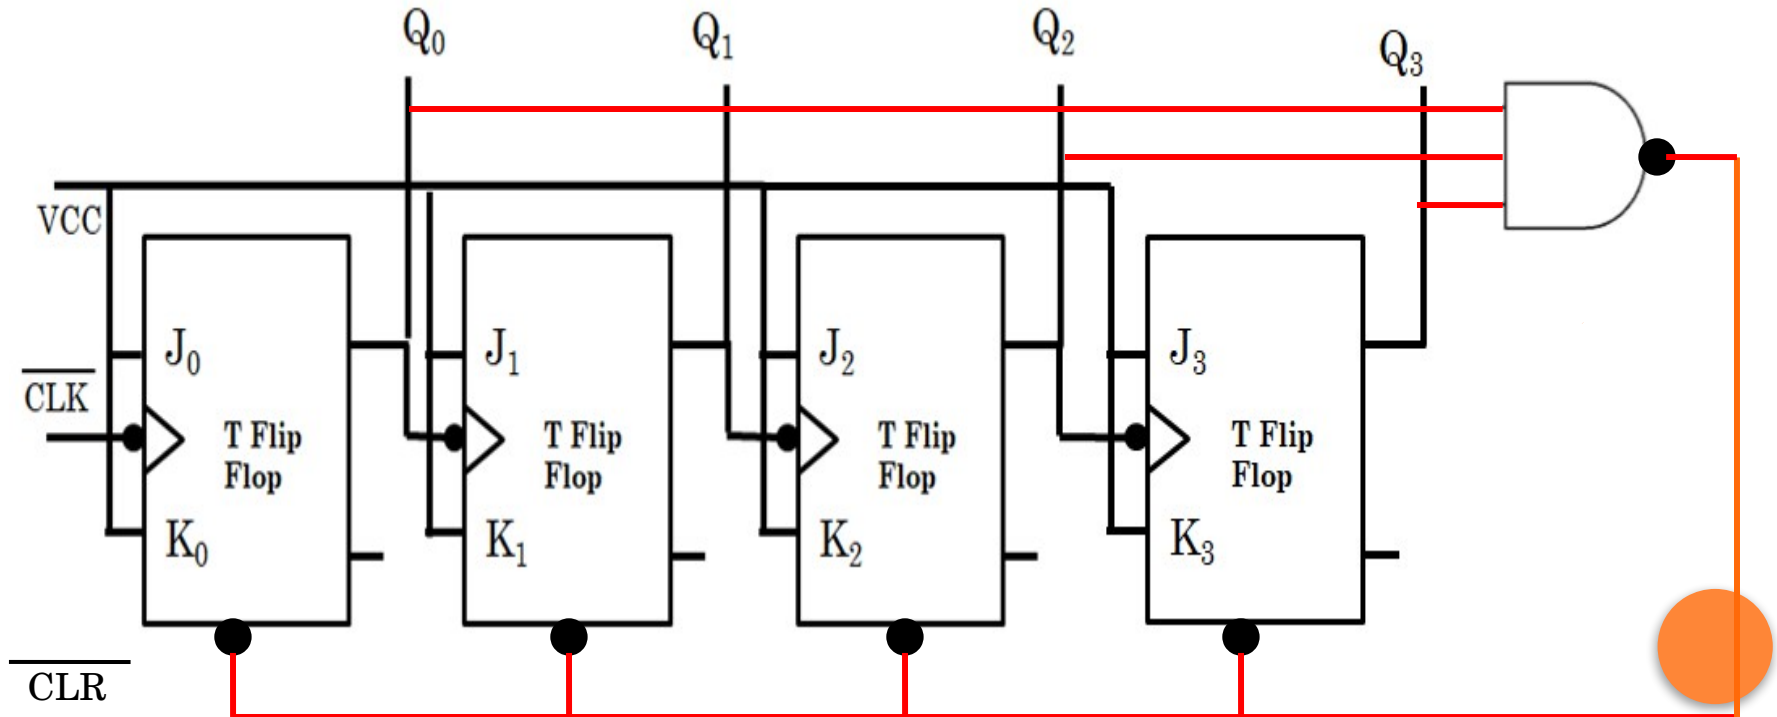 Q₀
Q₁
Q₂
Q₃
VCC
J₀
J₁
J₂
J₃
CLK
T Flip
Flop
T Flip
Flop
T Flip
Flop
T Flip
Flop
K₀
K₁
K₂
K₃
CLR